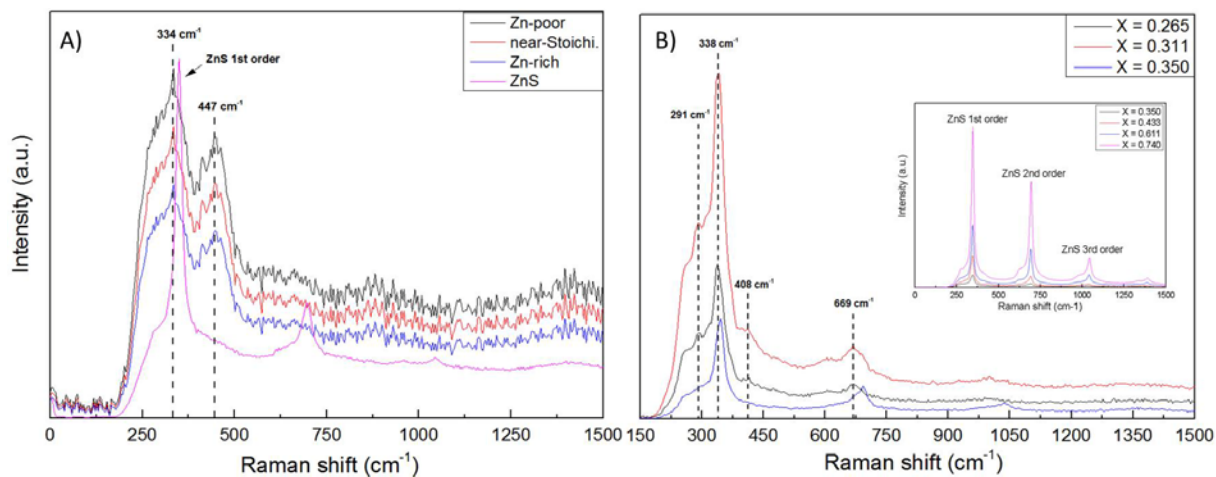 A)
334 cm⁻¹
ZnS 1st order
447 cm⁻¹
Zn-poor
near-Stoichi.
Zn-rich
ZnS
Intensity (a.u.)
0 250 500 750 1000 1250 1500
Raman shift (cm⁻¹)
B)
338 cm⁻¹
291 cm⁻¹
408 cm⁻¹
669 cm⁻¹
X = 0.265
X = 0.311
X = 0.350
X = 0.350
X = 0.433
X = 0.611
X = 0.740
ZnS 1st order
ZnS 2nd order
ZnS 3rd order
Intensity (a.u.)
250 500 750 1000 1250 1500
Raman shift (cm-1)
150 300 450 600 750 900 1050 1200 1350 1500
Raman shift (cm⁻¹)